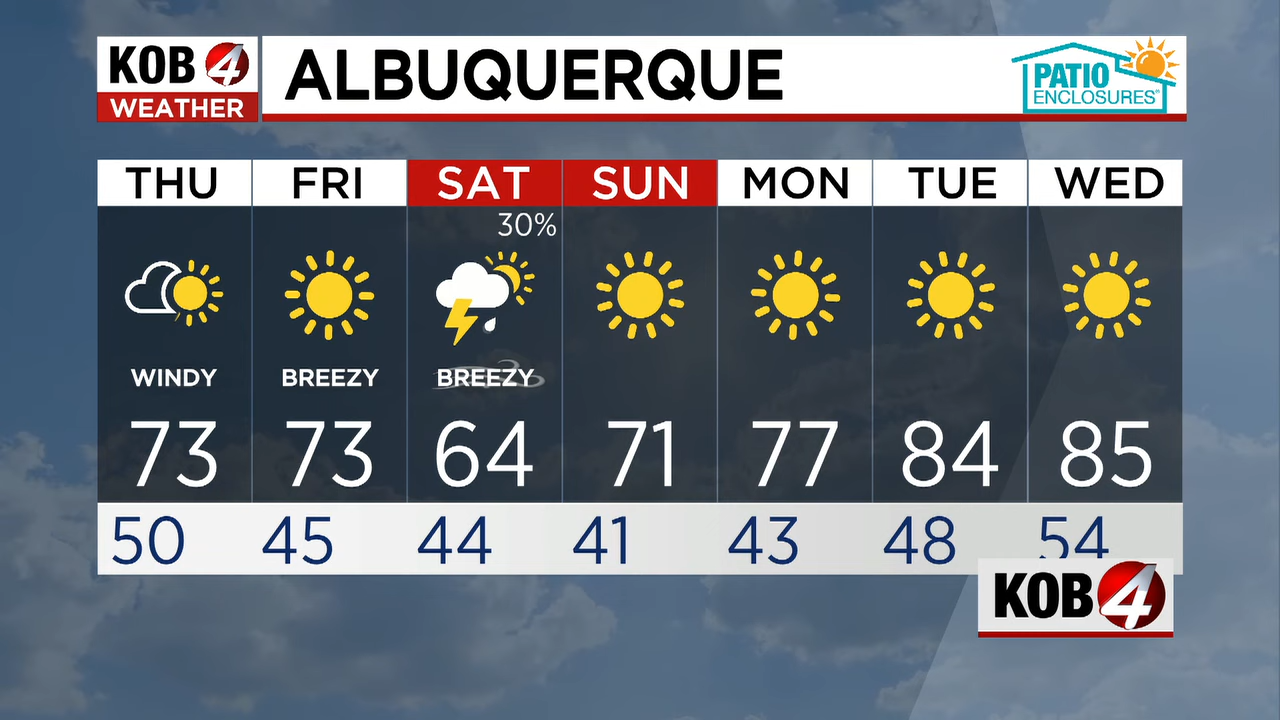 KOB 4
WEATHER
ALBUQUERQUE
PATIO
ENCLOSURES®
THU FRI SAT SUN MON TUE WED
30%
WINDY BREEZY BREEZY
73 73 64 71 77 84 85
50 45 44 41 43 48 54
KOB 4